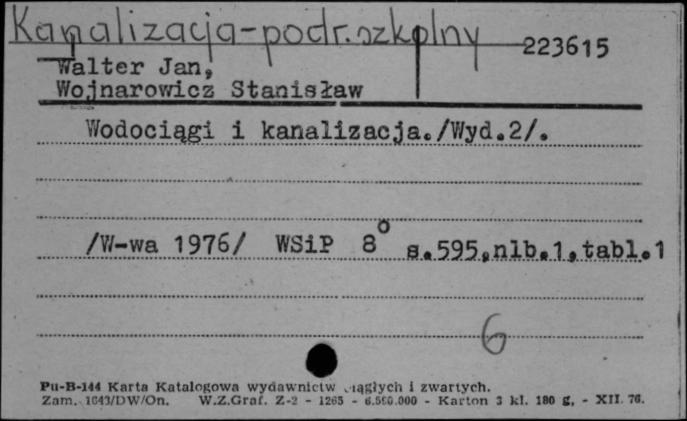 Kanalizacja-podr.szkolny 223615
Walter Jan,
Wojnarowicz Stanisław
Wodociągi i kanalizacja./Wyd.2/.
/W-wa 1976/ WSiP 8° s.595,nlb.1,tabl.1
6
Pu-B-144 Karta Katalogowa wydawnictw ciągłych i zwartych.
Zam. 1643/DW/On. W.Z.Graf. Z-2 - 1265 - 6.500.000 - Karton 3 kl. 180 g, - XII. 76.